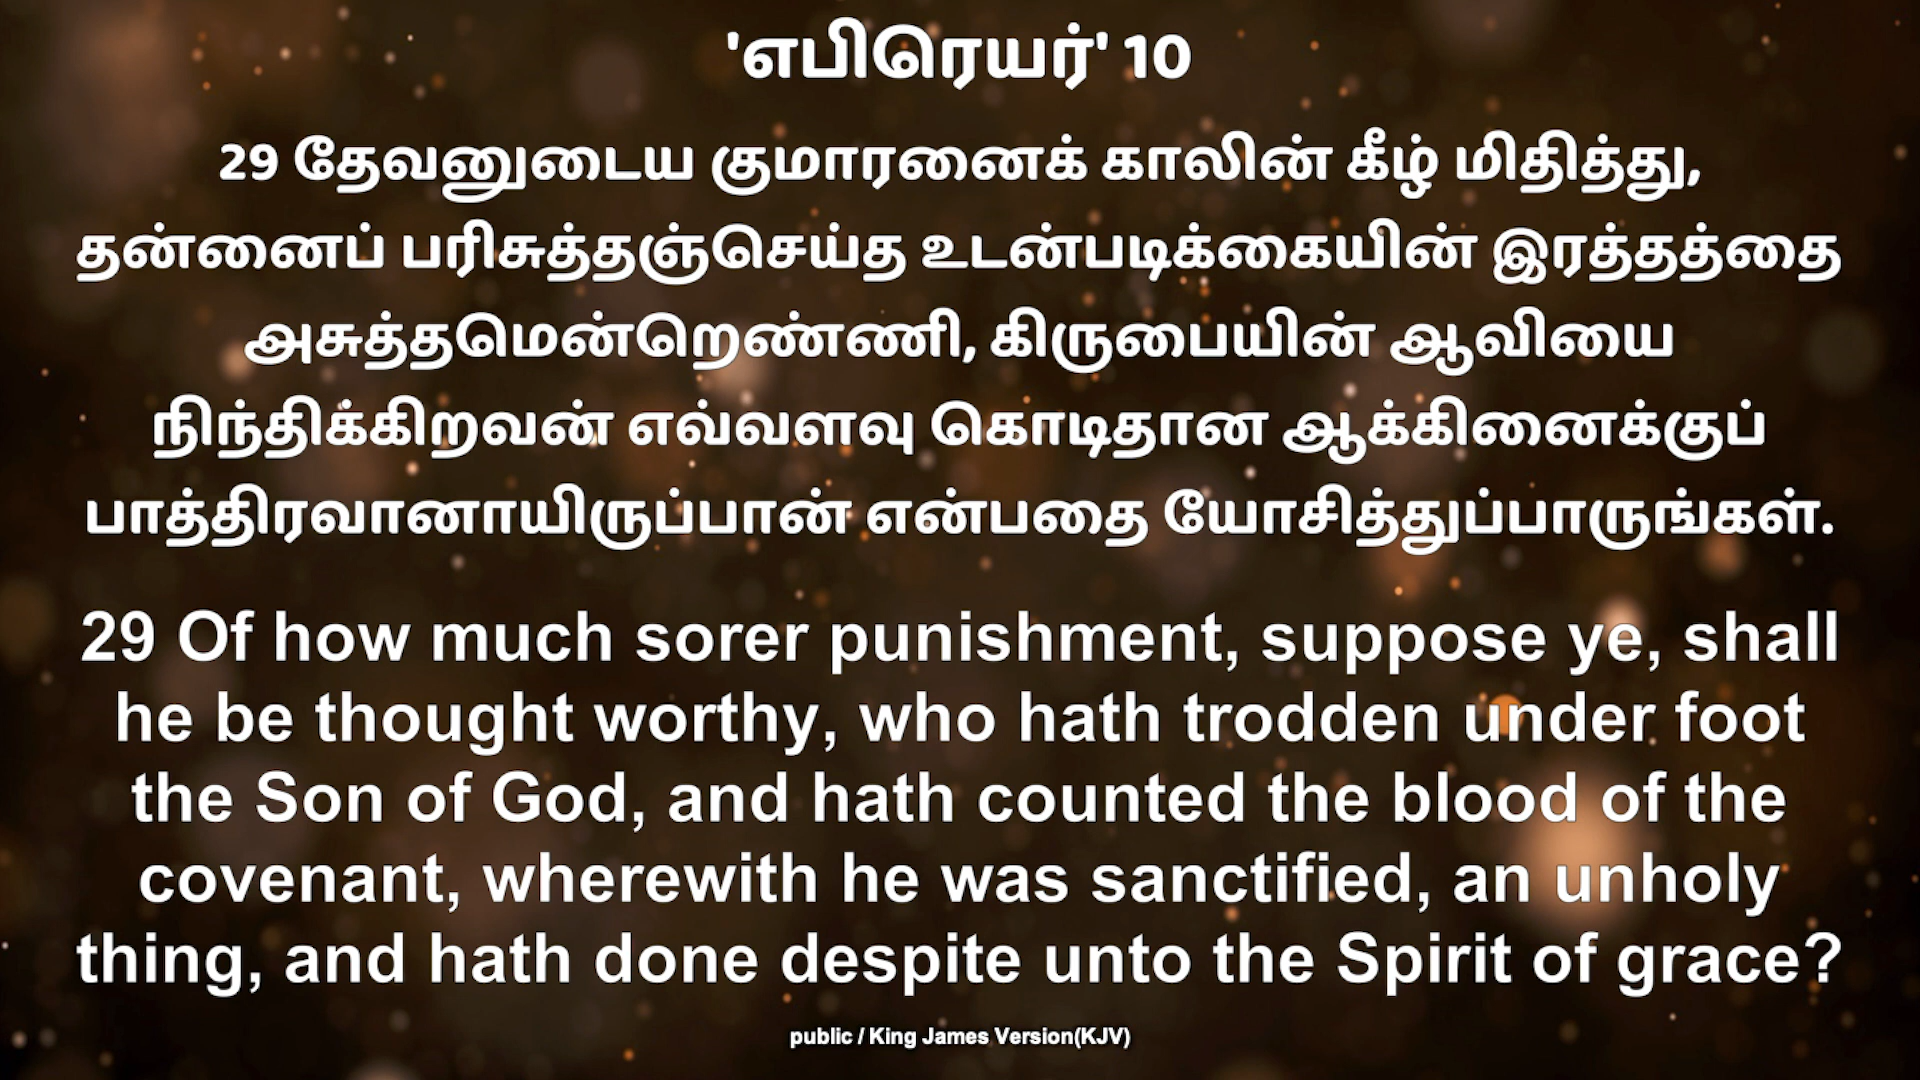 'எபிரெயர்' 10
29 தேவனுடைய குமாரனைக் காலின் கீழ் மிதித்து,
தன்னைப் பரிசுத்தஞ்செய்த உடன்படிக்கையின் இரத்தத்தை
அசுத்தமென்றெண்ணி, கிருபையின் ஆவியை
நிந்திக்கிறவன் எவ்வளவு கொடிதான ஆக்கினைக்குப்
பாத்திரவானாயிருப்பான் என்பதை யோசித்துப்பாருங்கள்.
29 Of how much sorer punishment, suppose ye, shall
he be thought worthy, who hath trodden under foot
the Son of God, and hath counted the blood of the
covenant, wherewith he was sanctified, an unholy
thing, and hath done despite unto the Spirit of grace?
public / King James Version(KJV)